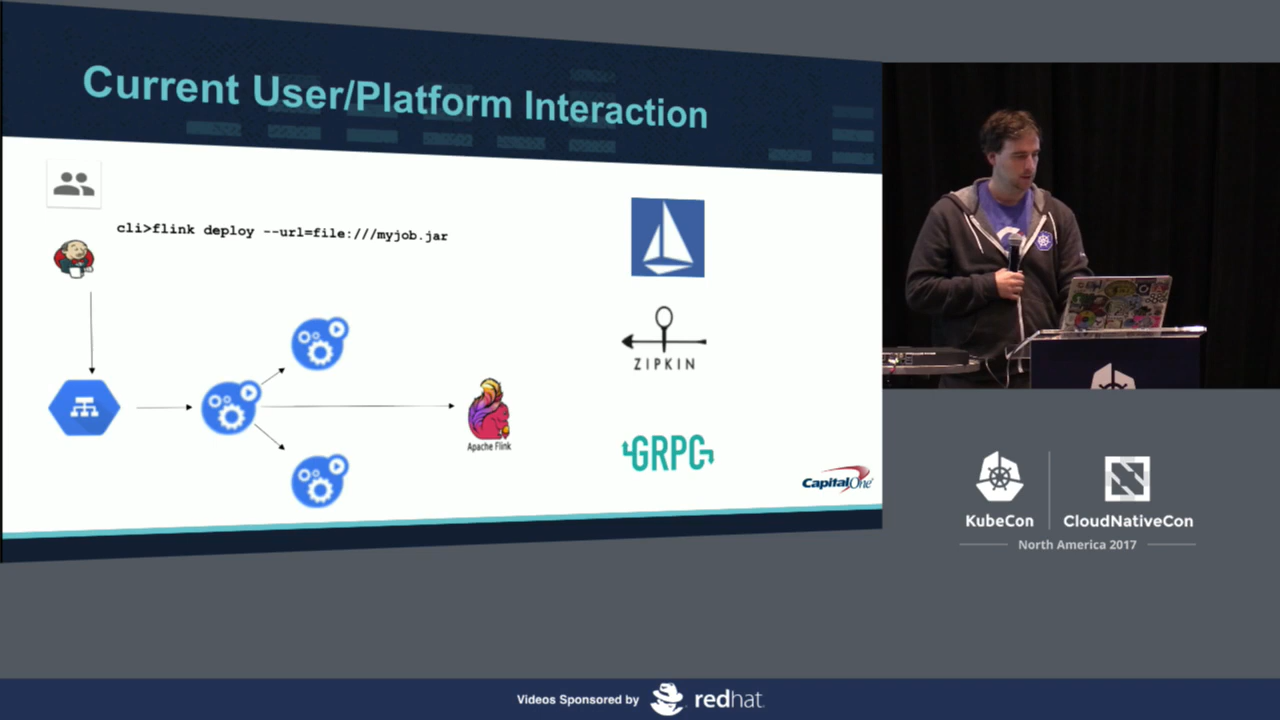 Current User/Platform Interaction
cli>flink deploy --url=file:///myjob.jar
Apache Flink
ZIPKIN
GRPC
CapitalOne
KubeCon
CloudNativeCon
North America 2017
Videos Sponsored by
redhat.